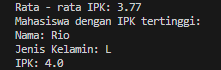 Rata - rata IPK: 3.77
Mahasiswa dengan IPK tertinggi:
Nama: Rio
Jenis Kelamin: L
IPK: 4.0